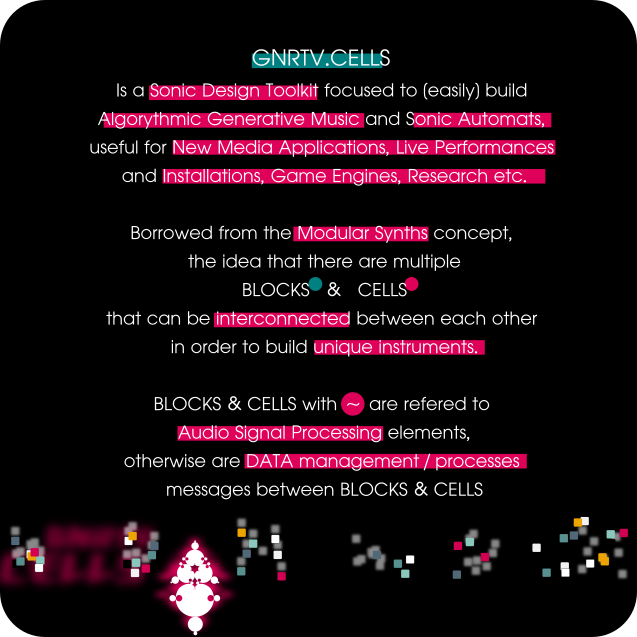 GNRTV.CELLS
Is a Sonic Design Toolkit focused to (easily) build
Algorythmic Generative Music and Sonic Automats,
useful for New Media Applications, Live Performances
and Installations, Game Engines, Research etc.
Borrowed from the Modular Synths concept,
the idea that there are multiple
BLOCKS & CELLS
that can be interconnected between each other
in order to build unique instruments.
BLOCKS & CELLS with ~ are refered to
Audio Signal Processing elements,
otherwise are DATA management / processes
messages between BLOCKS & CELLS